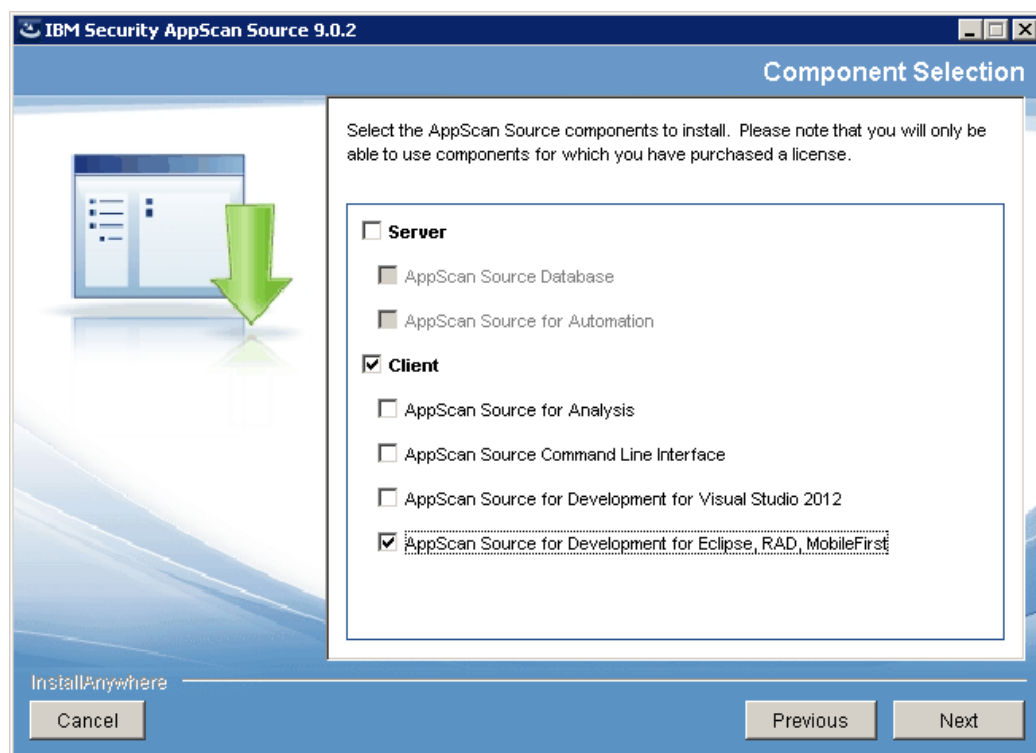 IBM Security AppScan Source 9.0.2
Component Selection
Select the AppScan Source components to install. Please note that you will only be
able to use components for which you have purchased a license.
Server
AppScan Source Database
AppScan Source for Automation
Client
AppScan Source for Analysis
AppScan Source Command Line Interface
AppScan Source for Development for Visual Studio 2012
AppScan Source for Development for Eclipse, RAD, MobileFirst
InstallAnywhere
Cancel
Previous
Next